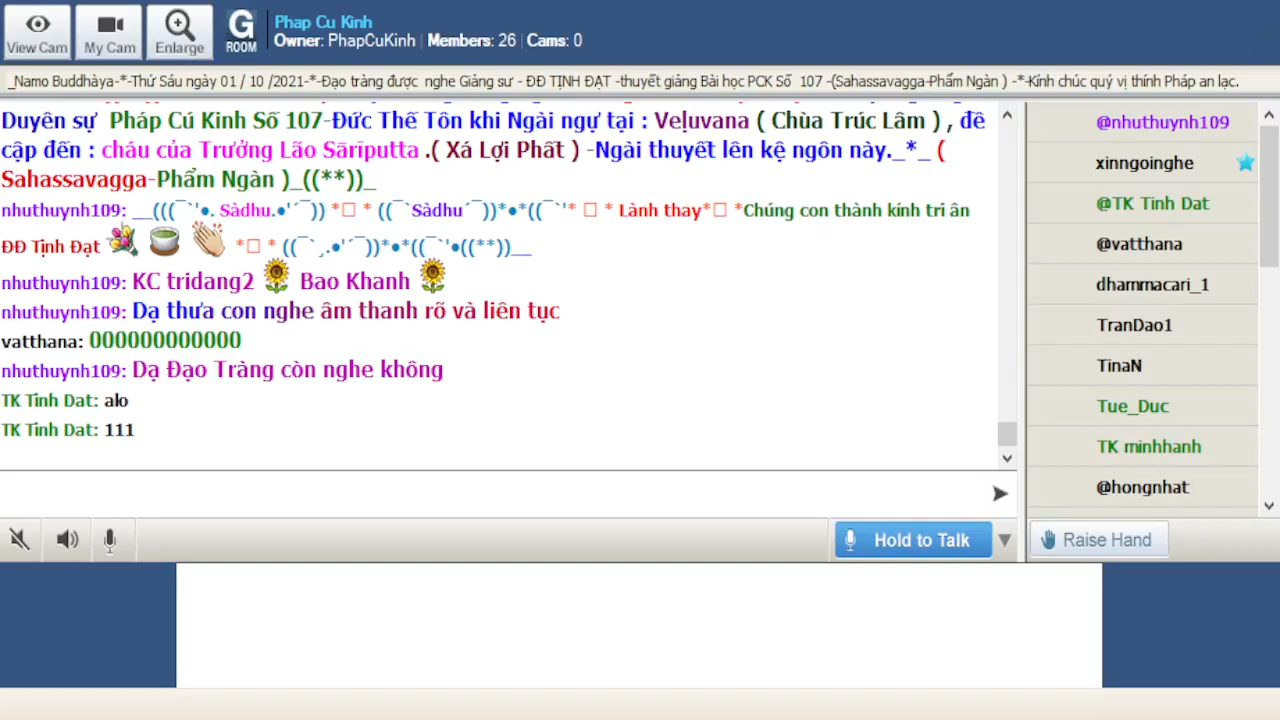 View Cam
My Cam
Enlarge
G
ROOM
Phap Cu Kinh
Owner: PhapCuKinh | Members: 26 | Cams: 0
_Namo Buddhàya-*-Thứ Sáu ngày 01 / 10 /2021-*-Đạo tràng được nghe Giảng sư - ĐĐ TỊNH ĐẠT -thuyết giảng Bài học PCK Số 107 -(Sahassavagga-Phẩm Ngàn ) -*-Kính chúc quý vị thính Pháp an lạc.
Duyên sự Pháp Cú Kinh Số 107-Đức Thế Tôn khi Ngài ngự tại : Veḷuvana ( Chùa Trúc Lâm ) , đề
cập đến : cháu của Trưởng Lão Sāriputta .( Xá Lợi Phất ) -Ngài thuyết lên kệ ngôn này._*_ (
Sahassavagga-Phẩm Ngàn )_((**))_
nhuthuynh109: __(((¯`'●. Sàdhu.●'´¯)) *▯ * ((¯`Sàdhu´¯))*●*((¯`'* ▯ * Lành thay*▯ *Chúng con thành kính tri ân
ĐĐ Tịnh Đạt *▯ * ((¯`¸.●'´¯))*●*((¯`'●((**))__
nhuthuynh109: KC tridang2 Bao Khanh
nhuthuynh109: Dạ thưa con nghe âm thanh rõ và liên tục
vatthana: 000000000000
nhuthuynh109: Dạ Đạo Tràng còn nghe không
TK Tinh Dat: alo
TK Tinh Dat: 111
@nhuthuynh109
xinngoinghe
@TK Tinh Dat
@vatthana
dhammacari_1
TranDao1
TinaN
Tue_Duc
TK minhhanh
@hongnhat
Hold to Talk
Raise Hand